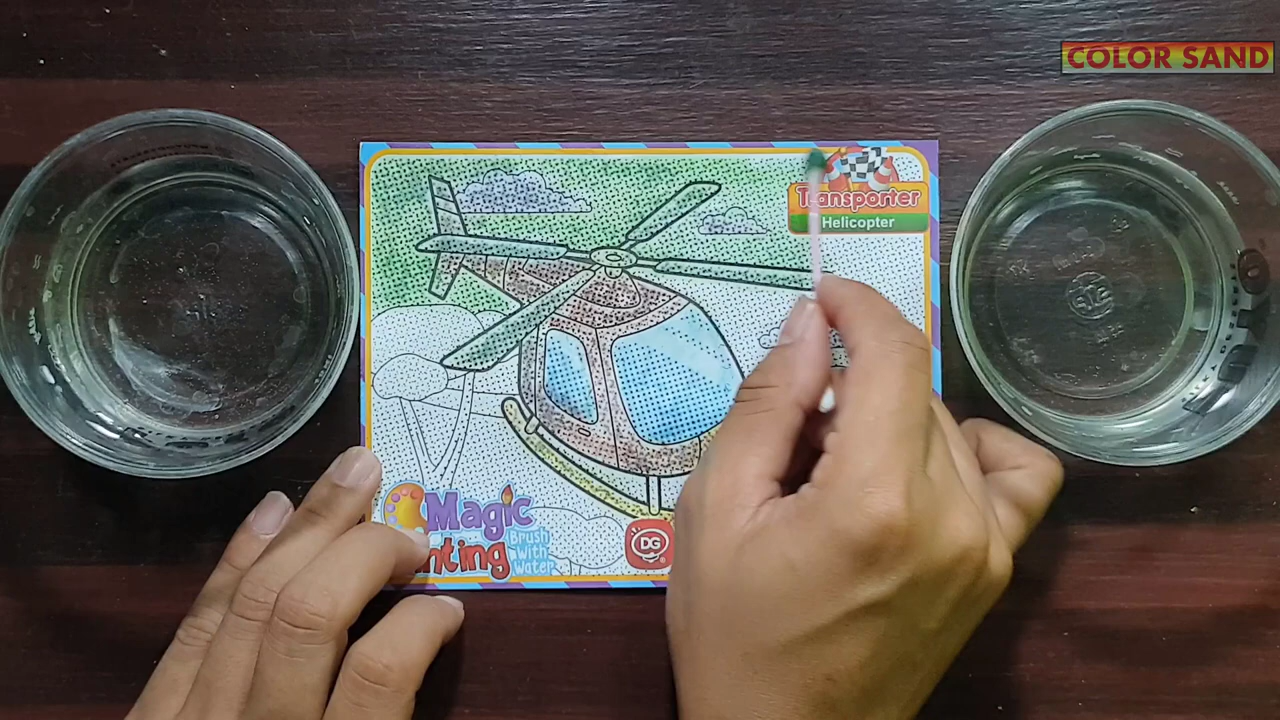 COLOR SAND
Transporter
Helicopter
Magic
nting
Brush
With
Water
DG